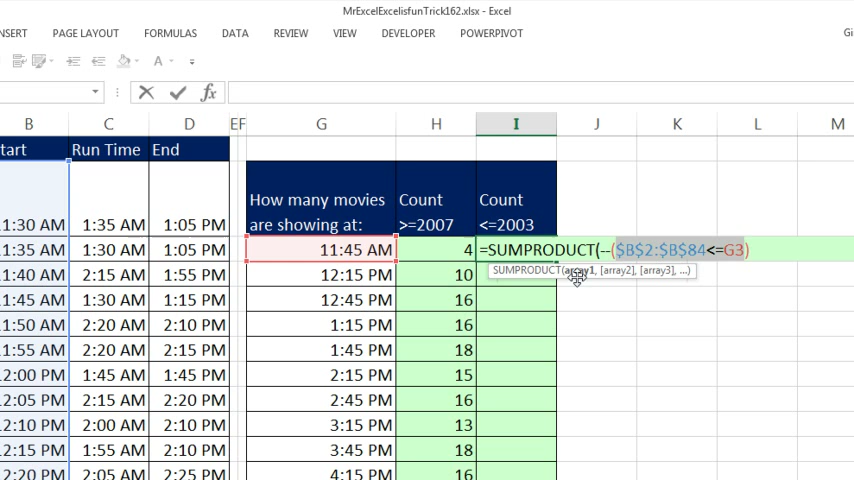 MrExcelExcelisfunTrick162.xlsx - Excel
NSERT PAGE LAYOUT FORMULAS DATA REVIEW VIEW DEVELOPER POWERPIVOT Gi
A
fx
B C D EF G H I J K L M
tart Run Time End
How many movies are showing at: Count >=2007 Count <=2003
1:30 AM 1:35 AM 1:05 PM
1:35 AM 1:30 AM 1:05 PM 11:45 AM 4 =SUMPRODUCT(--($B$2:$B$84<=G3)
SUMPRODUCT(array1, [array2], [array3], ...)
1:40 AM 2:15 AM 1:55 PM 12:15 PM 10
1:45 AM 1:30 AM 1:15 PM 12:45 PM 16
1:50 AM 2:20 AM 2:10 PM 1:15 PM 16
1:55 AM 2:20 AM 2:15 PM 1:45 PM 18
2:00 PM 1:45 AM 1:45 PM 2:15 PM 15
2:05 PM 2:15 AM 2:20 PM 2:45 PM 16
2:10 PM 2:00 AM 2:10 PM 3:15 PM 13
2:15 PM 1:55 AM 2:10 PM 3:45 PM 18
2:20 PM 2:05 AM 2:25 PM 4:15 PM 16